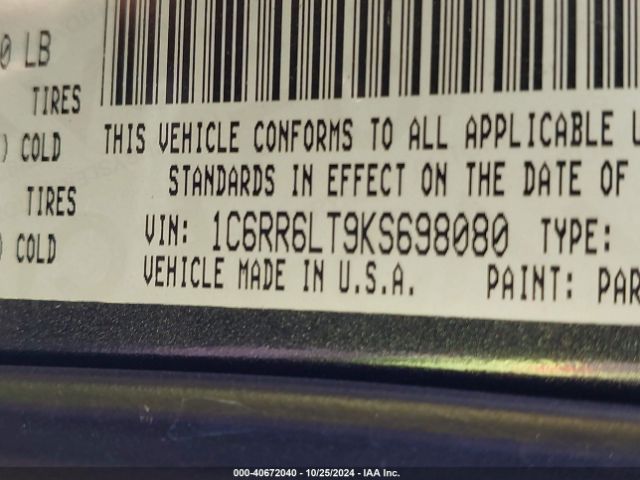 0 LB
TIRES
) COLD
TIRES
) COLD
THIS VEHICLE CONFORMS TO ALL APPLICABLE U
STANDARDS IN EFFECT ON THE DATE OF
VIN: 1C6RR6LT9KS698080 TYPE:
VEHICLE MADE IN U.S.A. PAINT: PAR
000-40672040 - 10/25/2024 - IAA Inc.